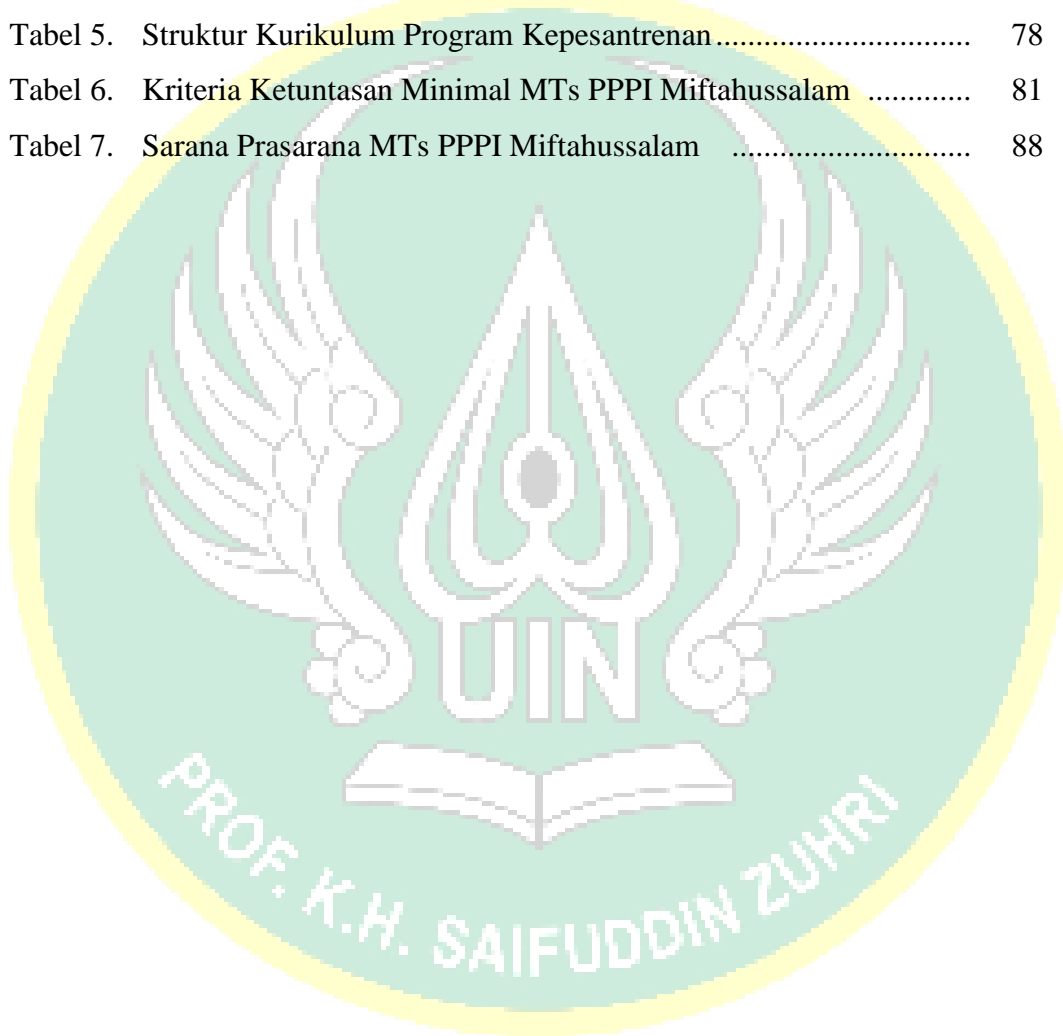 Tabel 5. Struktur Kurikulum Program Kepesantrenan............................ 78
Tabel 6. Kriteria Ketuntasan Minimal MTs PPPI Miftahussalam ............. 81
Tabel 7. Sarana Prasarana MTs PPPI Miftahussalam ............................ 88
UIN
PROF. K.H. SAIFUDDIN ZUHRI